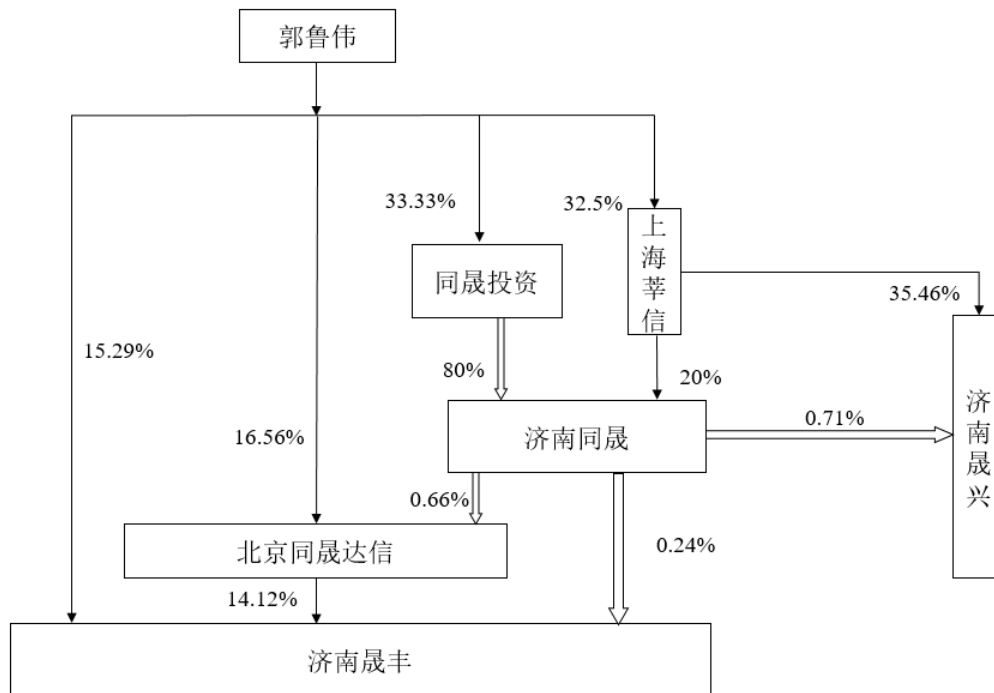 郭鲁伟
33.33%
32.5%
上海莘信
同晟投资
35.46%
15.29%
80%
20%
济南同晟
0.71%
济南晟兴
16.56%
0.66%
北京同晟达信
0.24%
14.12%
济南晟丰